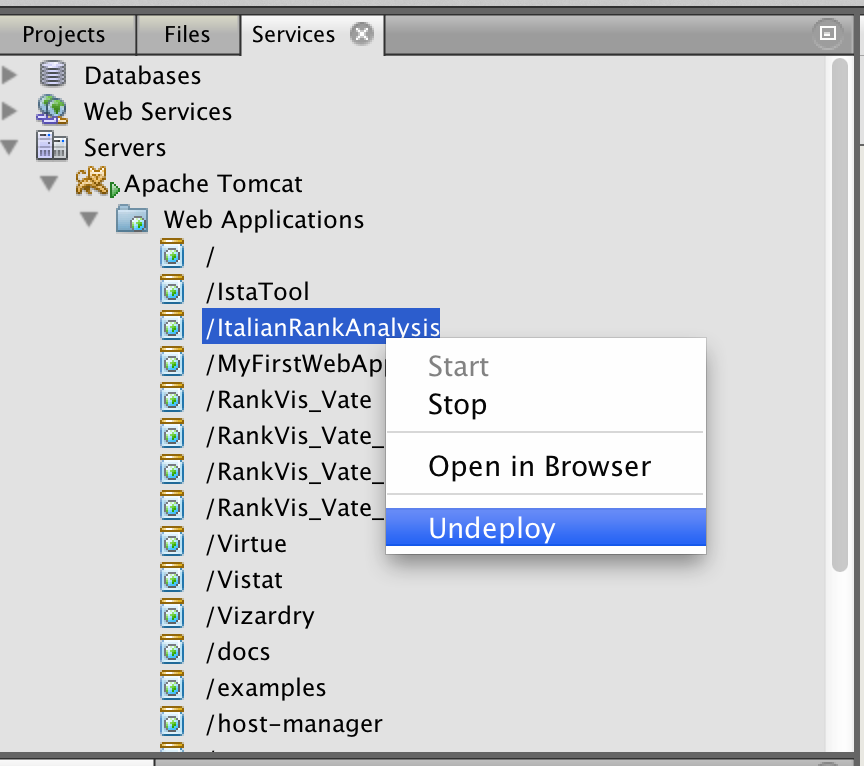 Projects Files Services
Databases
Web Services
Servers
Apache Tomcat
Web Applications
/
/IstaTool
/ItalianRankAnalysis
/MyFirstWebAp
/RankVis_Vate
/RankVis_Vate_
/RankVis_Vate_
/RankVis_Vate_
/Virtue
/Vistat
/Vizardry
/docs
/examples
/host-manager
Start
Stop
Open in Browser
Undeploy